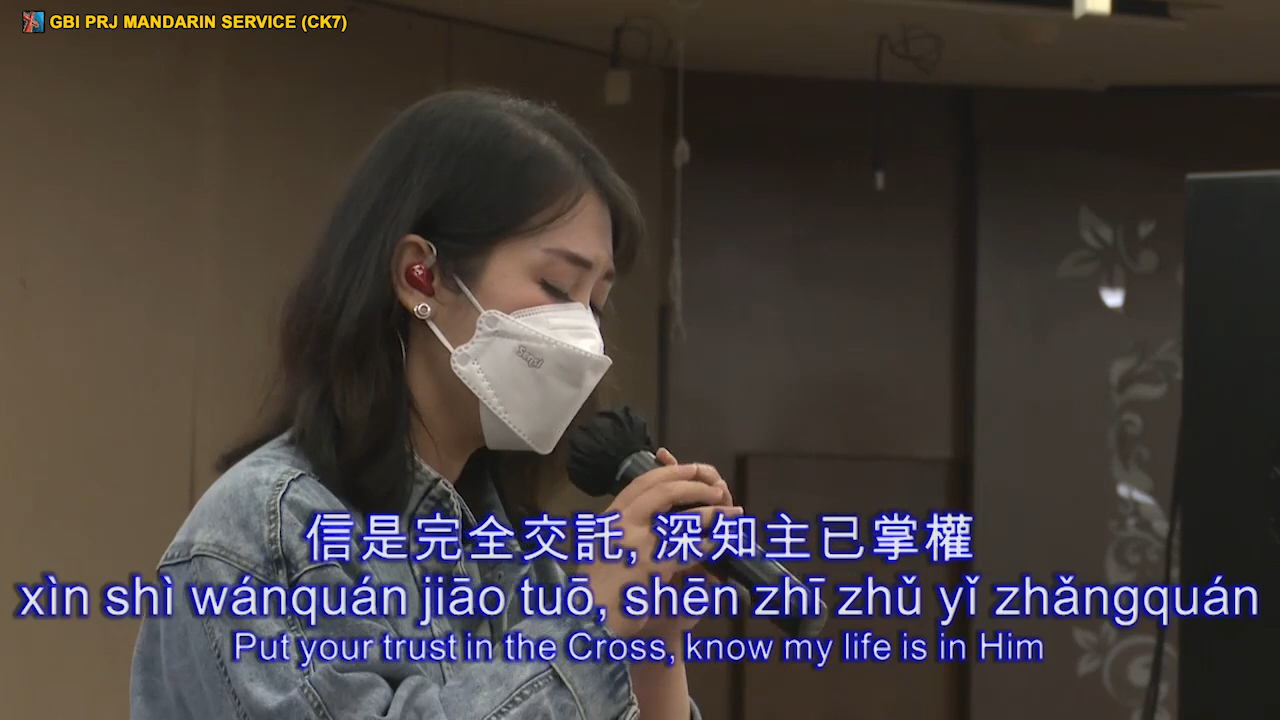 GBI PRJ MANDARIN SERVICE (CK7)
Sensi
信是完全交託, 深知主已掌權
xìn shì wánquán jiāo tuō, shēn zhī zhǔ yǐ zhǎngquán
Put your trust in the Cross, know my life is in Him